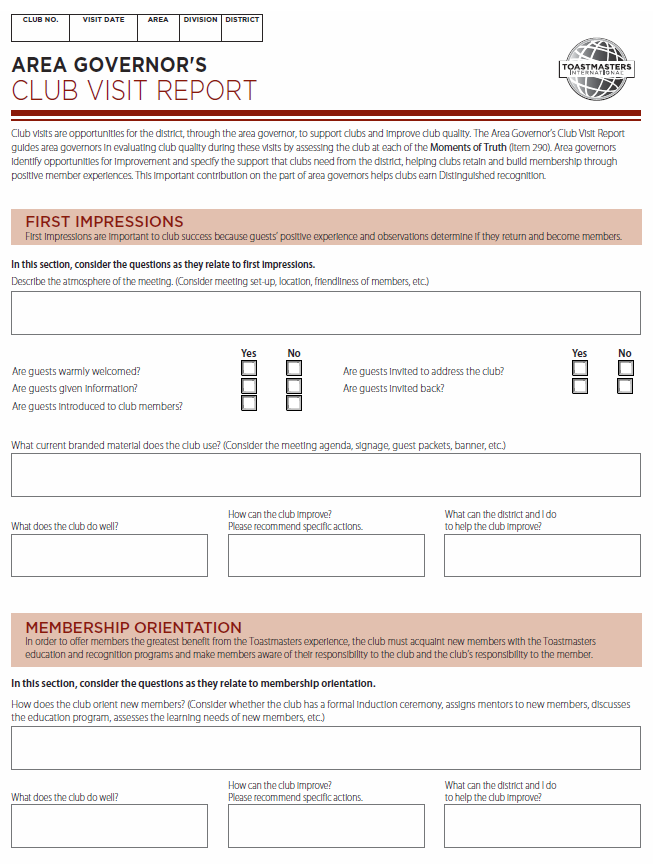 CLUB NO. VISIT DATE AREA DIVISION DISTRICT
AREA GOVERNOR'S
CLUB VISIT REPORT
TOASTMASTERS
INTERNATIONAL
Club visits are opportunities for the district, through the area governor, to support clubs and improve club quality. The Area Governor's Club Visit Report
guides area governors in evaluating club quality during these visits by assessing the club at each of the Moments of Truth (Item 290). Area governors
identify opportunities for improvement and specify the support that clubs need from the district, helping clubs retain and build membership through
positive member experiences. This important contribution on the part of area governors helps clubs earn Distinguished recognition.
FIRST IMPRESSIONS
First impressions are important to club success because guests' positive experience and observations determine if they return and become members.
In this section, consider the questions as they relate to first impressions.
Describe the atmosphere of the meeting. (Consider meeting set-up, location, friendliness of members, etc.)
Yes No Yes No
Are guests warmly welcomed? Are guests invited to address the club?
Are guests given information? Are guests invited back?
Are guests introduced to club members?
What current branded material does the club use? (Consider the meeting agenda, signage, guest packets, banner, etc.)
How can the club improve? What can the district and I do
What does the club do well? Please recommend specific actions. to help the club improve?
MEMBERSHIP ORIENTATION
In order to offer members the greatest benefit from the Toastmasters experience, the club must acquaint new members with the Toastmasters
education and recognition programs and make members aware of their responsibility to the club and the club's responsibility to the member.
In this section, consider the questions as they relate to membership orientation.
How does the club orient new members? (Consider whether the club has a formal induction ceremony, assigns mentors to new members, discusses
the education program, assesses the learning needs of new members, etc.)
How can the club improve? What can the district and I do
What does the club do well? Please recommend specific actions. to help the club improve?